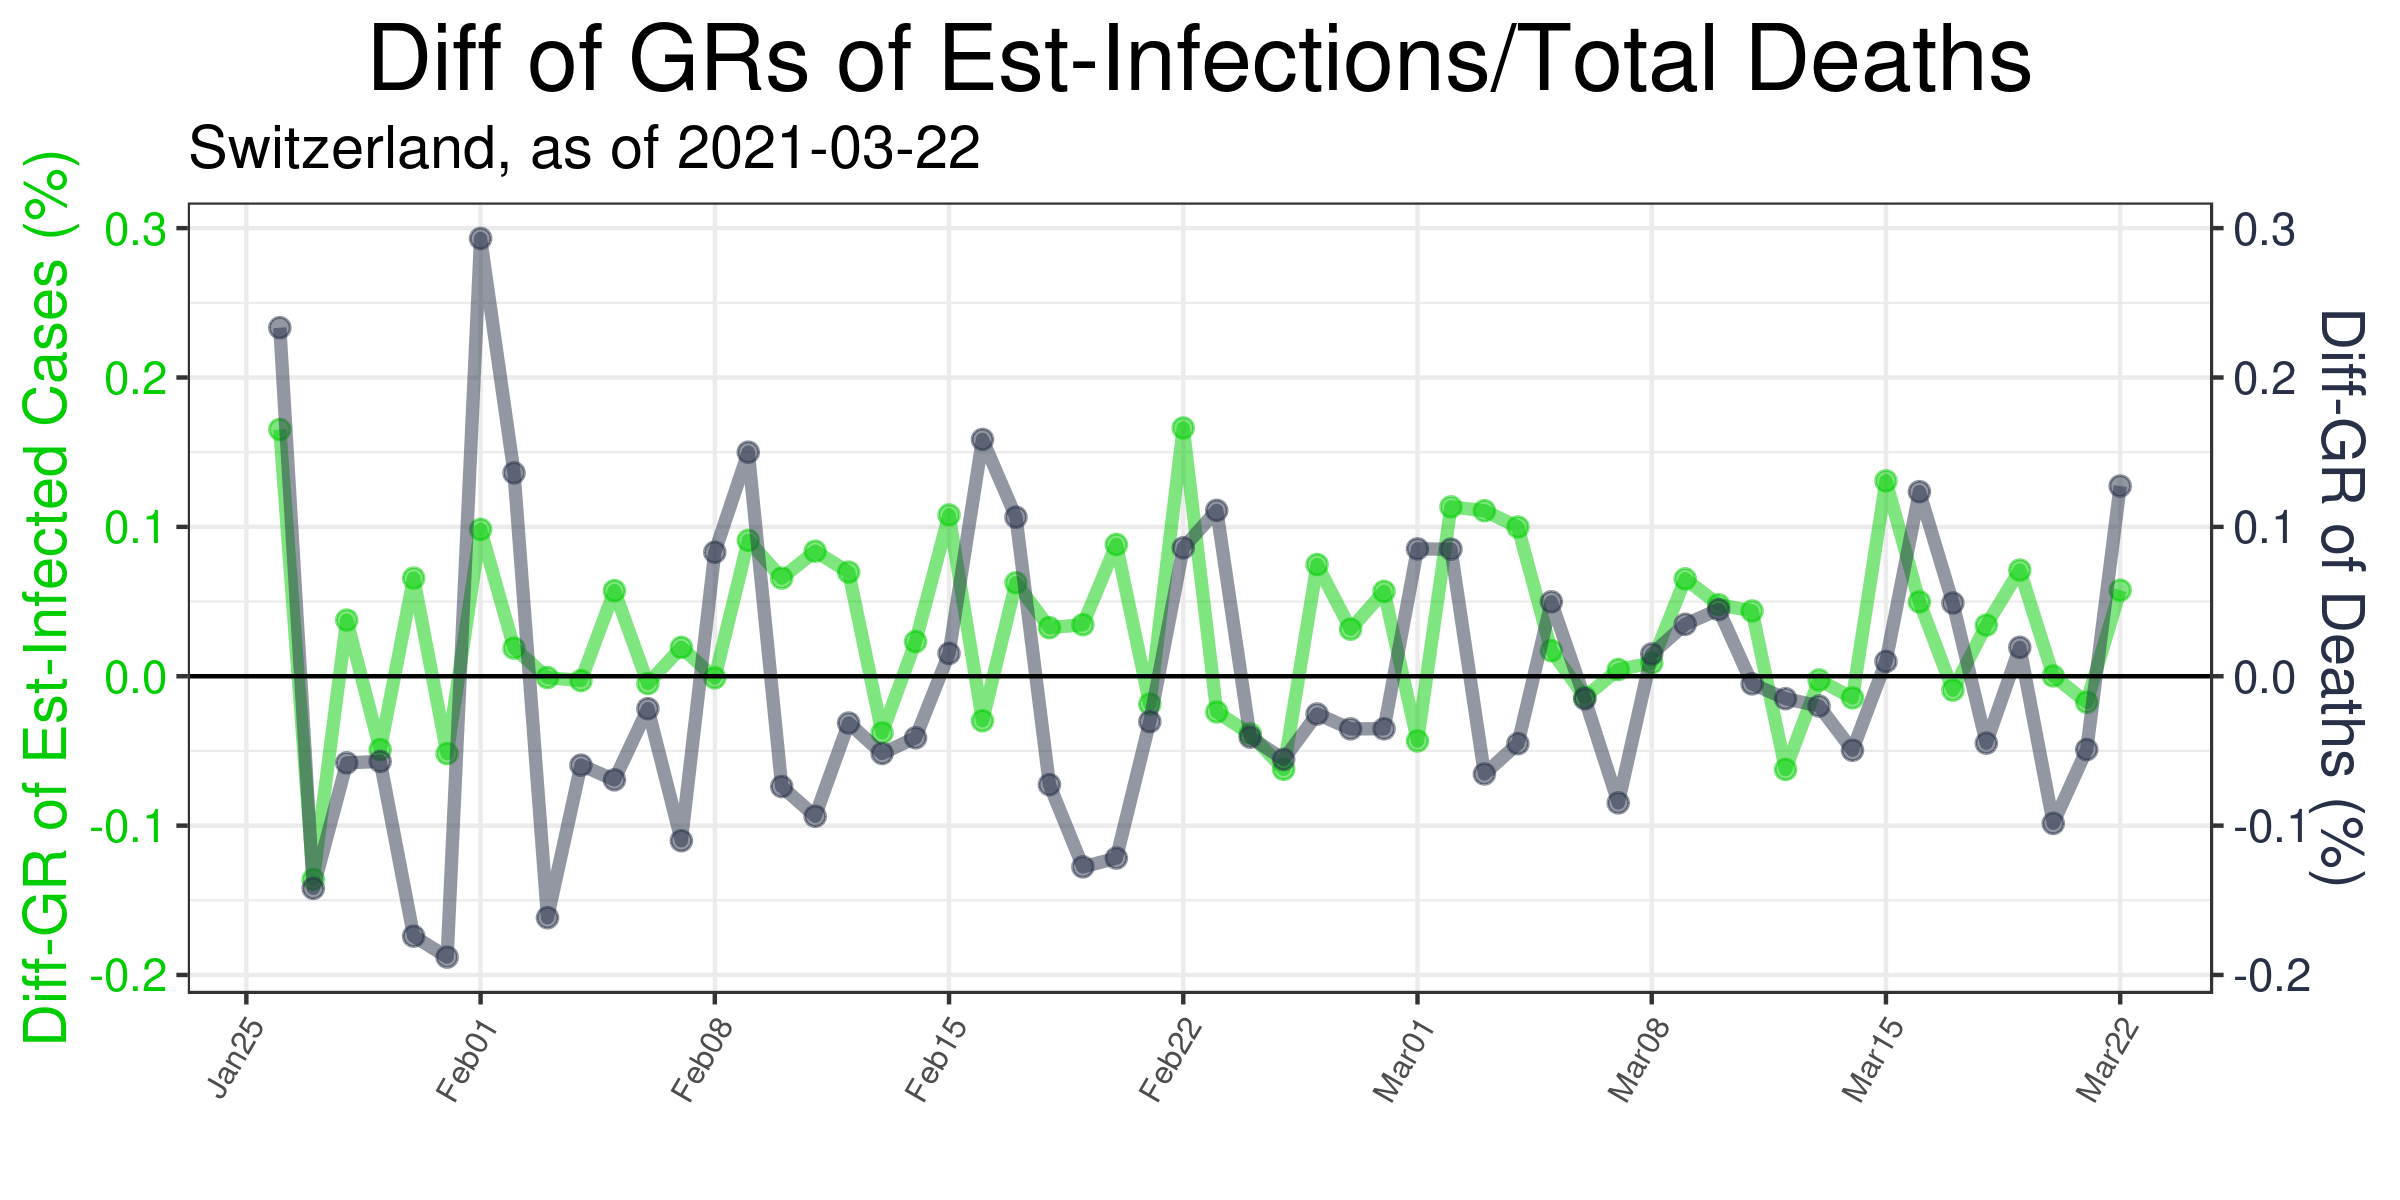 Diff of GRs of Est-Infections/Total Deaths
Switzerland, as of 2021-03-22
Diff-GR of Est-Infected Cases (%)
0.3
0.2
0.1
0.0
-0.1
-0.2
0.3
0.2
0.1
0.0
-0.1
-0.2
Diff-GR of Deaths (%)
Jan25
Feb01
Feb08
Feb15
Feb22
Mar01
Mar08
Mar15
Mar22